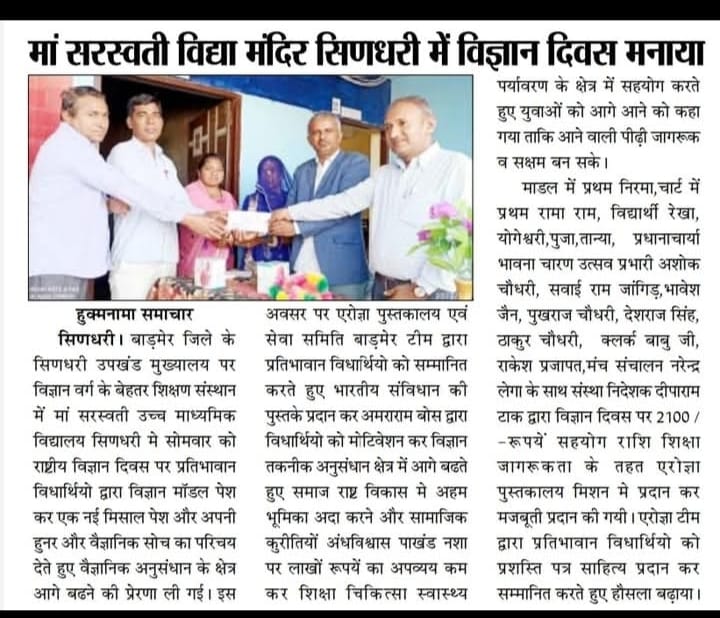 मां सरस्वती विद्या मंदिर सिणधरी में विज्ञान दिवस मनाया
हुक्मनामा समाचार
सिणधरी। बाड़मेर जिले के
सिणधरी उपखंड मुख्यालय पर
विज्ञान वर्ग के बेहतर शिक्षण संस्थान
में मां सरस्वती उच्च माध्यमिक
विद्यालय सिणधरी मे सोमवार को
राष्ट्रीय विज्ञान दिवस पर प्रतिभावान
विधार्थियो द्वारा विज्ञान मॉडल पेश
कर एक नई मिसाल पेश और अपनी
हुनर और वैज्ञानिक सोच का परिचय
देते हुए वैज्ञानिक अनुसंधान के क्षेत्र
आगे बढने की प्रेरणा ली गई। इस
अवसर पर एरोज्ञा पुस्तकालय एवं
सेवा समिति बाड़मेर टीम द्वारा
प्रतिभावान विधार्थियो को सम्मानित
करते हुए भारतीय संविधान की
पुस्तके प्रदान कर अमराराम बोस द्वारा
विधार्थियो को मोटिवेशन कर विज्ञान
तकनीक अनुसंधान क्षेत्र में आगे बढते
हुए समाज राष्ट्र विकास मे अहम
भूमिका अदा करने और सामाजिक
कुरीतियों अंधविश्वास पाखंड नशा
पर लाखों रूपयें का अपव्यय कम
कर शिक्षा चिकित्सा स्वास्थ्य
पर्यावरण के क्षेत्र में सहयोग करते
हुए युवाओं को आगे आने को कहा
गया ताकि आने वाली पीढ़ी जागरूक
व सक्षम बन सके।
माडल में प्रथम निरमा,चार्ट में
प्रथम रामा राम, विद्यार्थी रेखा,
योगेश्वरी,पुजा,तान्या, प्रधानाचार्या
भावना चारण उत्सव प्रभारी अशोक
चौधरी, सवाई राम जांगिड़,भावेश
जैन, पुखराज चौधरी, देशराज सिंह,
ठाकुर चौधरी, क्लर्क बाबु जी,
राकेश प्रजापत,मंच संचालन नरेन्द्र
लेगा के साथ संस्था निदेशक दीपाराम
टाक द्वारा विज्ञान दिवस पर 2100 /
-रूपयें सहयोग राशि शिक्षा
जागरूकता के तहत एरोज्ञा
पुस्तकालय मिशन मे प्रदान कर
मजबूती प्रदान की गयी। एरोज्ञा टीम
द्वारा प्रतिभावान विधार्थियो को
प्रशस्ति पत्र साहित्य प्रदान कर
सम्मानित करते हुए हौसला बढ़ाया।